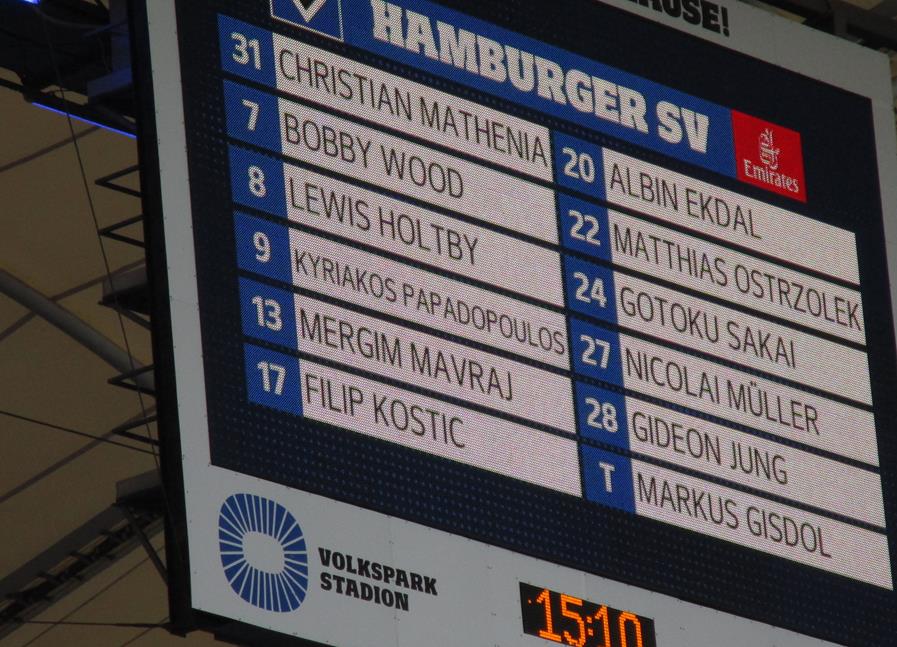 HAMBURGER SV
Emirates
31 CHRISTIAN MATHENIA
7 BOBBY WOOD
8 LEWIS HOLTBY
9 KYRIAKOS PAPADOPOULOS
13 MERGIM MAVRAJ
17 FILIP KOSTIC
20 ALBIN EKDAL
22 MATTHIAS OSTRZOLEK
24 GOTOKU SAKAI
27 NICOLAI MÜLLER
28 GIDEON JUNG
T MARKUS GISDOL
VOLKSPARK
STADION
15:10